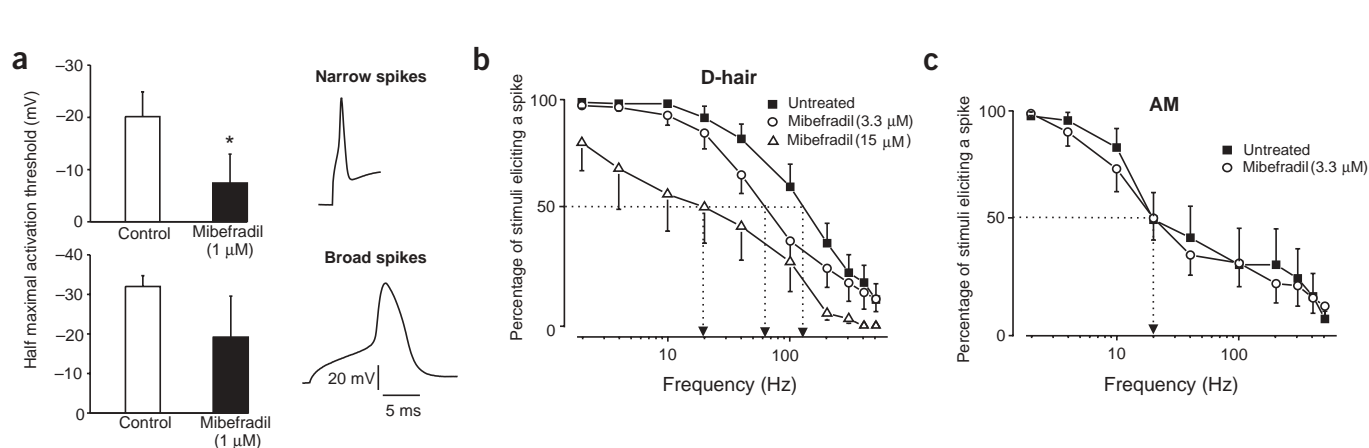 a
Half maximal activation threshold (mV)
–30
–20
–10
0
*
Control
Mibefradil
(1 µM)
–40
–30
–20
–10
0
Control
Mibefradil
(1 µM)
Narrow spikes
Broad spikes
20 mV
5 ms
b
D-hair
Percentage of stimuli eliciting a spike
100
50
0
Untreated
Mibefradil (3.3 µM)
Mibefradil (15 µM)
10
100
Frequency (Hz)
c
AM
Percentage of stimuli eliciting a spike
100
50
0
Untreated
Mibefradil (3.3 µM)
10
100
Frequency (Hz)